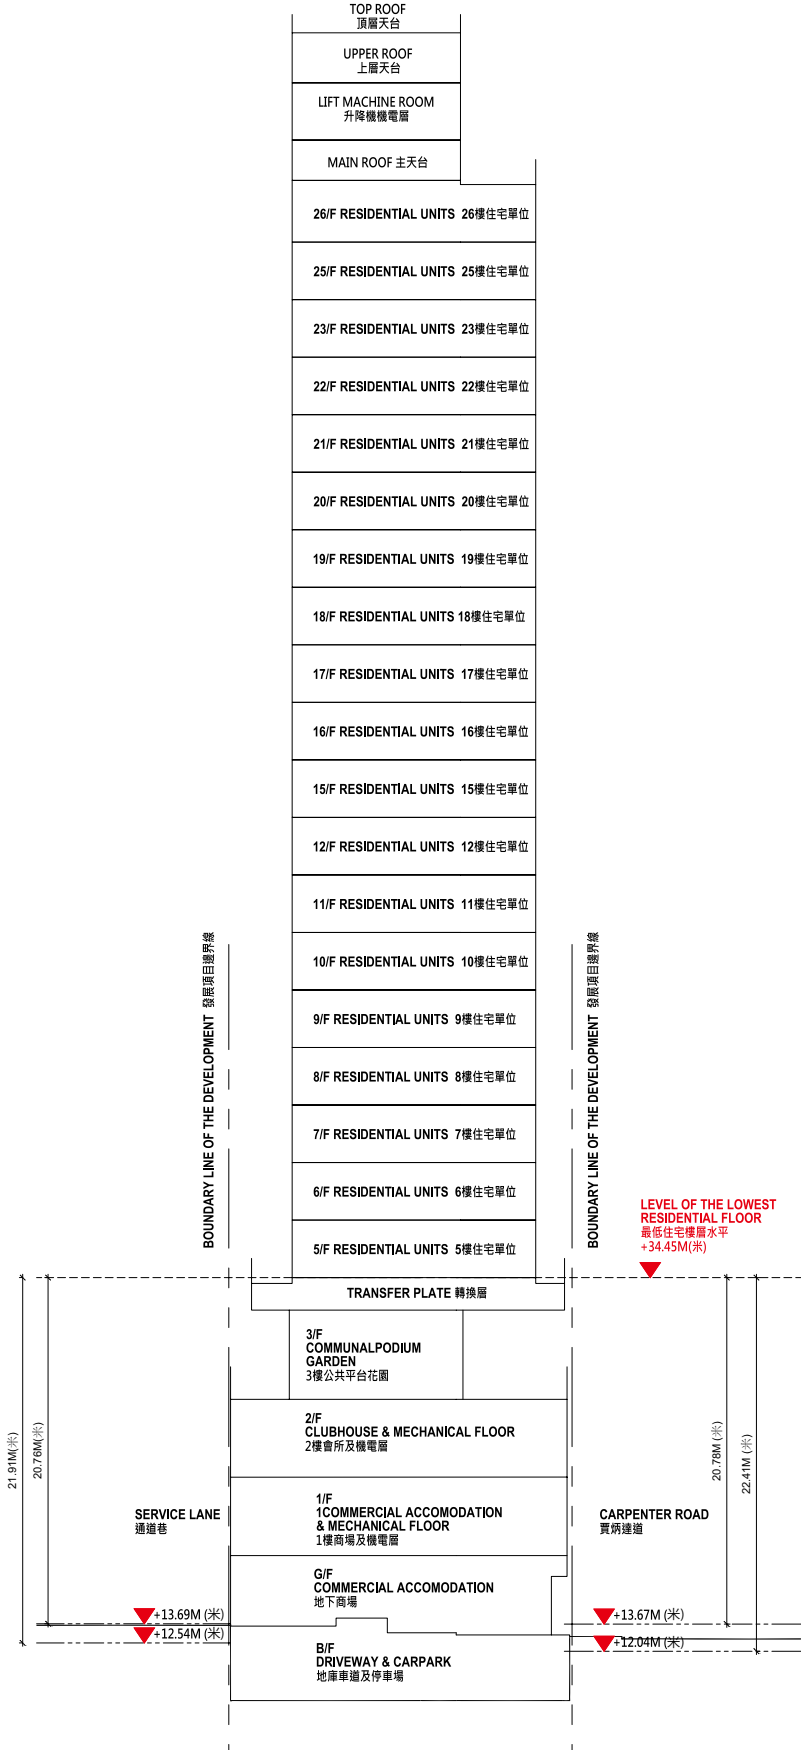 TOP ROOF
頂層天台
UPPER ROOF
上層天台
LIFT MACHINE ROOM
升降機機電層
MAIN ROOF 主天台
26/F RESIDENTIAL UNITS 26樓住宅單位
25/F RESIDENTIAL UNITS 25樓住宅單位
23/F RESIDENTIAL UNITS 23樓住宅單位
22/F RESIDENTIAL UNITS 22樓住宅單位
21/F RESIDENTIAL UNITS 21樓住宅單位
20/F RESIDENTIAL UNITS 20樓住宅單位
19/F RESIDENTIAL UNITS 19樓住宅單位
18/F RESIDENTIAL UNITS 18樓住宅單位
17/F RESIDENTIAL UNITS 17樓住宅單位
16/F RESIDENTIAL UNITS 16樓住宅單位
15/F RESIDENTIAL UNITS 15樓住宅單位
12/F RESIDENTIAL UNITS 12樓住宅單位
11/F RESIDENTIAL UNITS 11樓住宅單位
10/F RESIDENTIAL UNITS 10樓住宅單位
9/F RESIDENTIAL UNITS 9樓住宅單位
8/F RESIDENTIAL UNITS 8樓住宅單位
7/F RESIDENTIAL UNITS 7樓住宅單位
6/F RESIDENTIAL UNITS 6樓住宅單位
5/F RESIDENTIAL UNITS 5樓住宅單位
BOUNDARY LINE OF THE DEVELOPMENT 發展項目邊界線
BOUNDARY LINE OF THE DEVELOPMENT 發展項目邊界線
LEVEL OF THE LOWEST
RESIDENTIAL FLOOR
最低住宅樓層水平
+34.45M(米)
TRANSFER PLATE 轉換層
3/F
COMMUNALPODIUM
GARDEN
3樓公共平台花園
2/F
CLUBHOUSE & MECHANICAL FLOOR
2樓會所及機電層
21.91M(米)
20.76M(米)
20.78M (米)
22.41M (米)
1/F
1COMMERCIAL ACCOMODATION
& MECHANICAL FLOOR
1樓商場及機電層
SERVICE LANE
通道巷
CARPENTER ROAD
賈炳達道
G/F
COMMERCIAL ACCOMODATION
地下商場
+13.69M (米)
+12.54M (米)
+13.67M (米)
+12.04M (米)
B/F
DRIVEWAY & CARPARK
地庫車道及停車場